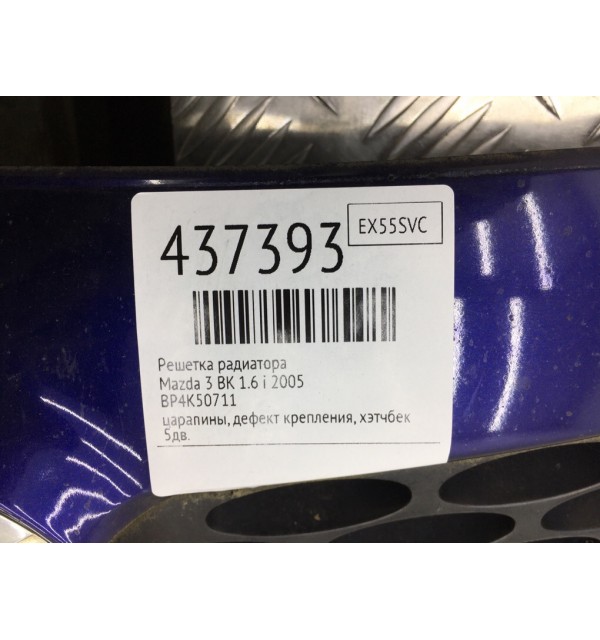 437393
EX55SVC
Решетка радиатора
Mazda 3 BK 1.6 i 2005
BP4K50711
царапины, дефект крепления, хэтчбек
5дв.